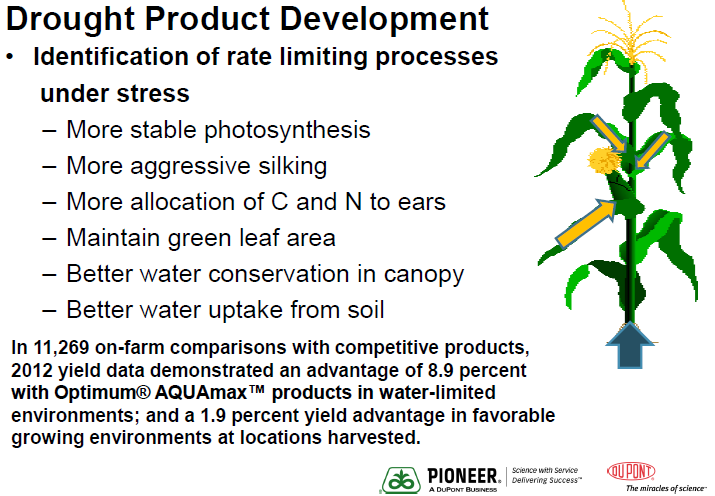 Drought Product Development
• Identification of rate limiting processes
under stress
– More stable photosynthesis
– More aggressive silking
– More allocation of C and N to ears
– Maintain green leaf area
– Better water conservation in canopy
– Better water uptake from soil
In 11,269 on-farm comparisons with competitive products,
2012 yield data demonstrated an advantage of 8.9 percent
with Optimum® AQUAmax™ products in water-limited
environments; and a 1.9 percent yield advantage in favorable
growing environments at locations harvested.
PIONEER.
A DUPONT BUSINESS
Science with Service
Delivering Success™
DUPONT
The miracles of science™